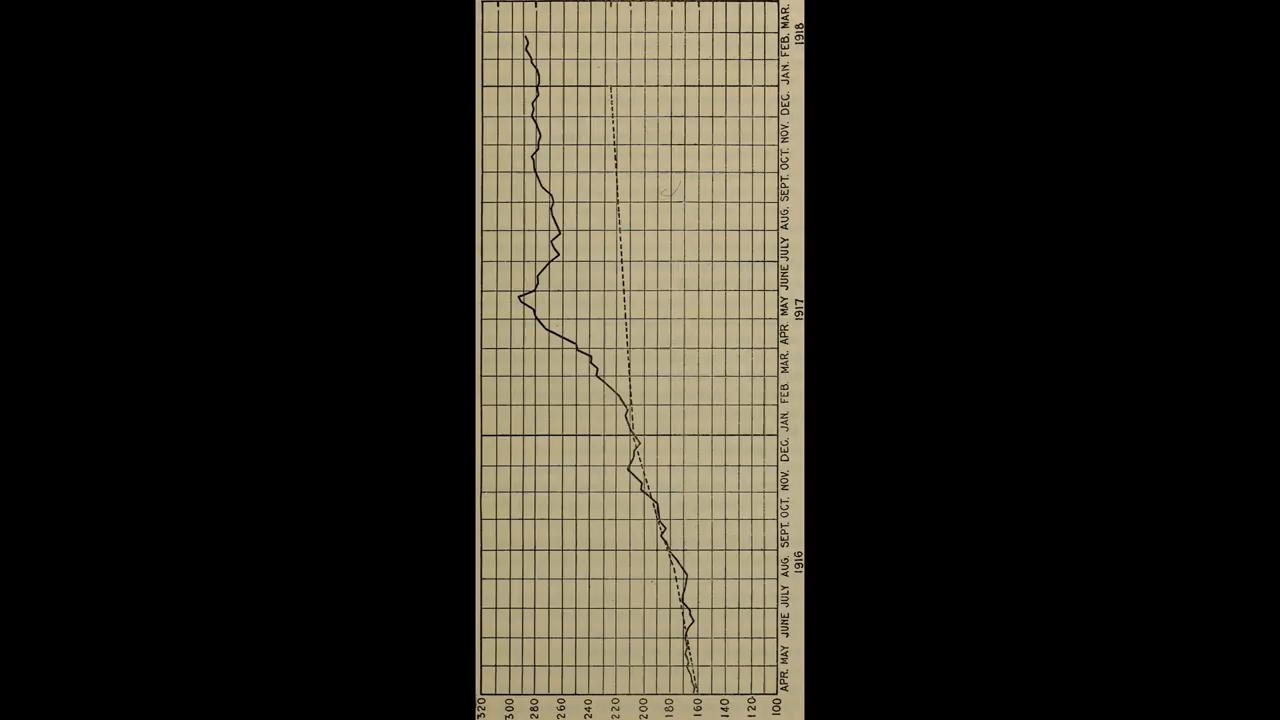 320 300 280 260 240 220 200 180 160 140 120 100
APR. MAY JUNE JULY AUG. SEPT. OCT. NOV. DEC. JAN. FEB. MAR. APR. MAY JUNE JULY AUG. SEPT. OCT. NOV. DEC. JAN. FEB. MAR.
1916 1917 1918